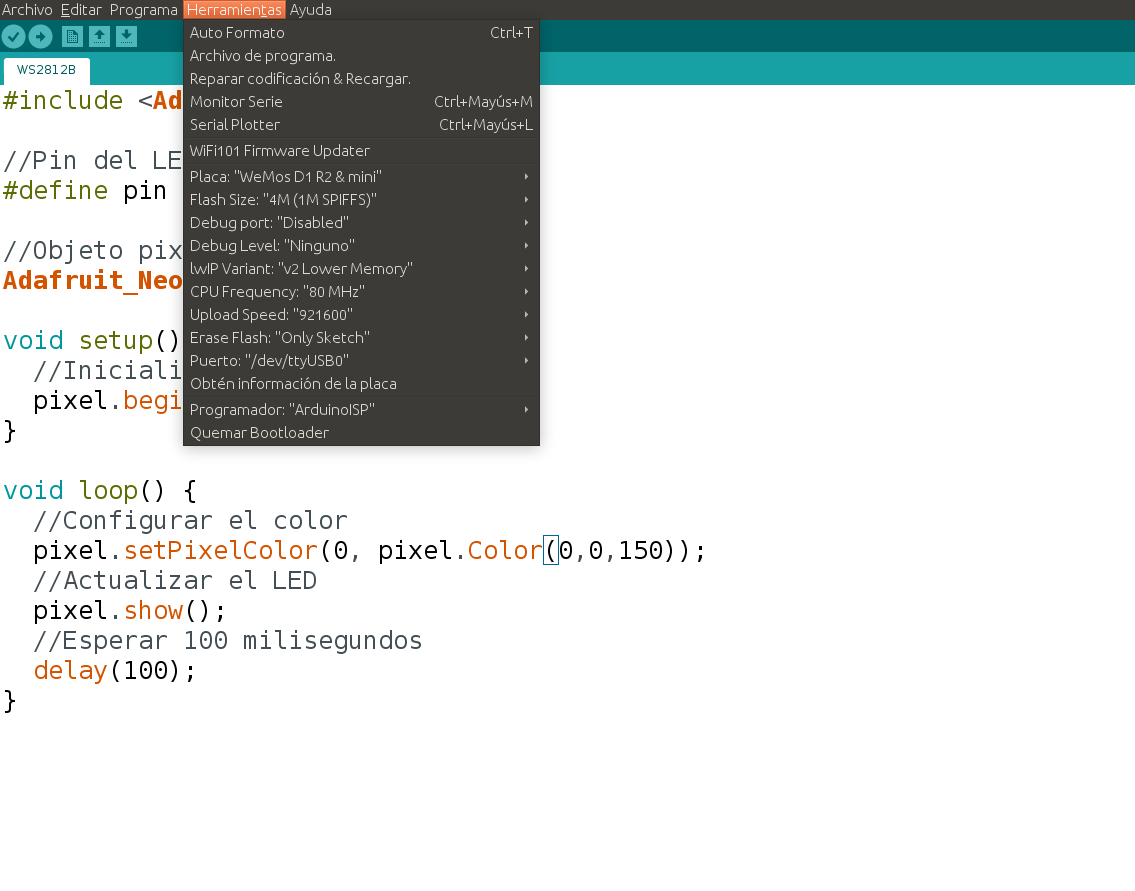 Archivo Editar Programa Herramientas Ayuda
WS2812B
Auto Formato Ctrl+T
Archivo de programa.
Reparar codificación & Recargar.
Monitor Serie Ctrl+Mayús+M
Serial Plotter Ctrl+Mayús+L
WiFi101 Firmware Updater
Placa: "WeMos D1 R2 & mini"
Flash Size: "4M (1M SPIFFS)"
Debug port: "Disabled"
Debug Level: "Ninguno"
lwIP Variant: "v2 Lower Memory"
CPU Frequency: "80 MHz"
Upload Speed: "921600"
Erase Flash: "Only Sketch"
Puerto: "/dev/ttyUSB0"
Obtén información de la placa
Programador: "ArduinoISP"
Quemar Bootloader
#include <Ad
//Pin del LE
#define pin
//Objeto pix
Adafruit_Neo
void setup()
//Iniciali
pixel.begi
}
void loop() {
//Configurar el color
pixel.setPixelColor(0, pixel.Color(0,0,150));
//Actualizar el LED
pixel.show();
//Esperar 100 milisegundos
delay(100);
}